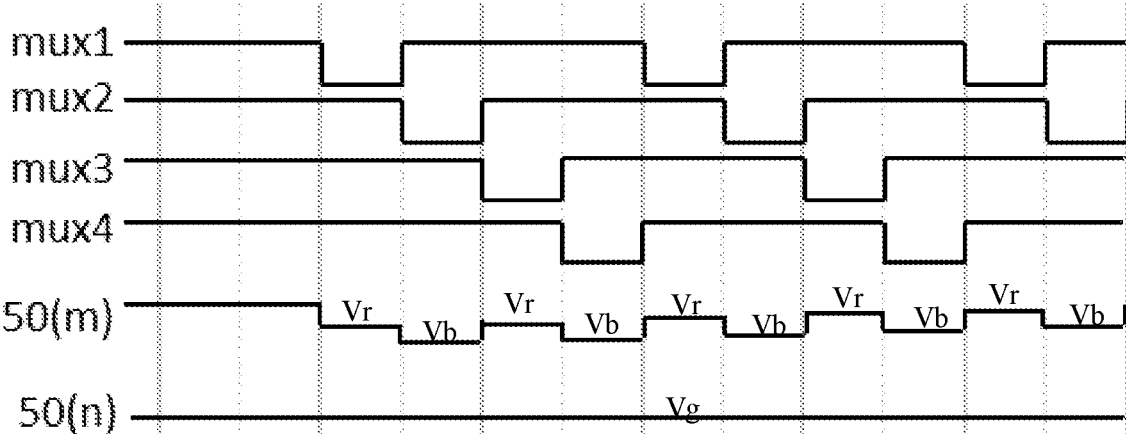 mux1
mux2
mux3
mux4
50(m) Vr Vb Vr Vb Vr Vb Vr Vb Vr Vb
50(n) Vg